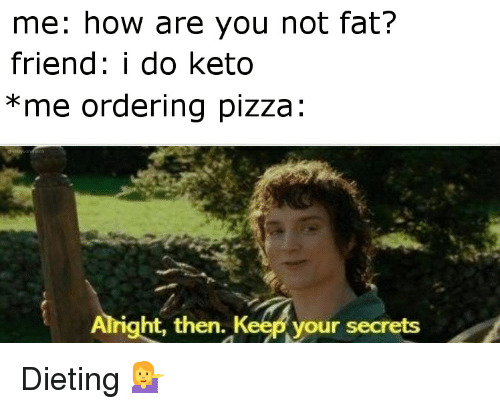 me: how are you not fat?
friend: i do keto
*me ordering pizza:
Alright, then. Keep your secrets
Dieting 💁